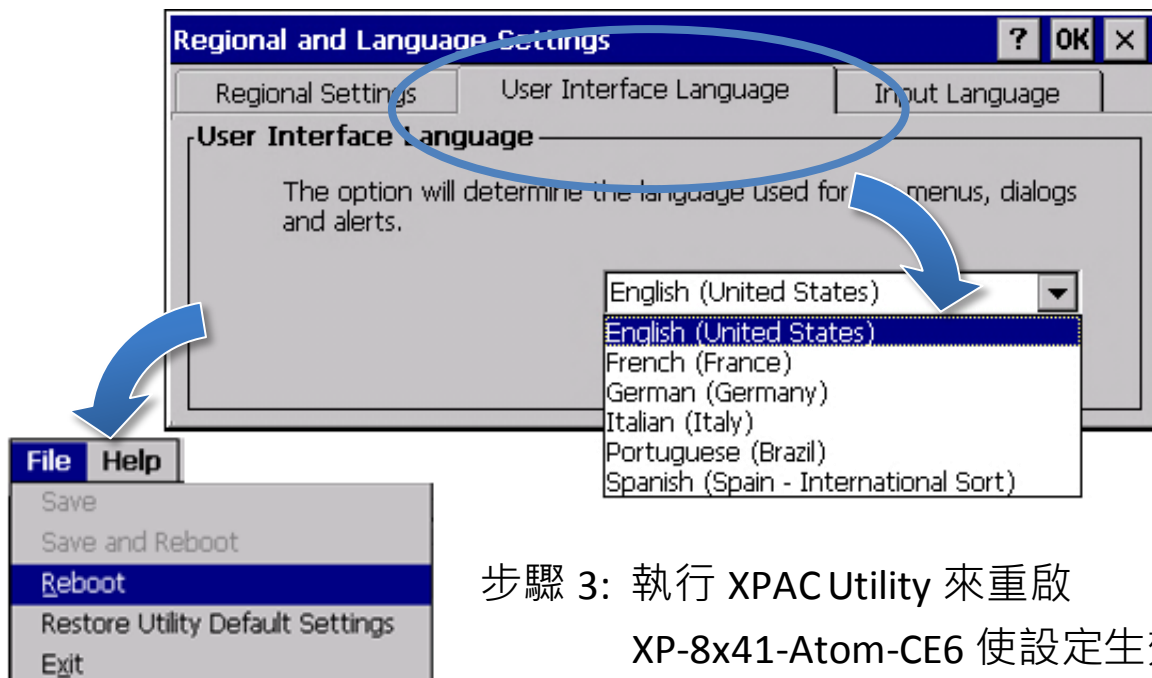 Regional and Language Settings ? OK ×
Regional Settings User Interface Language Input Language
User Interface Language
The option will determine the language used for menus, dialogs
and alerts.
English (United States)
English (United States)
French (France)
German (Germany)
Italian (Italy)
Portuguese (Brazil)
Spanish (Spain - International Sort)
File Help
Save
Save and Reboot
Reboot
Restore Utility Default Settings
Exit
步驟 3: 執行 XPAC Utility 來重啟
XP-8x41-Atom-CE6 使設定生